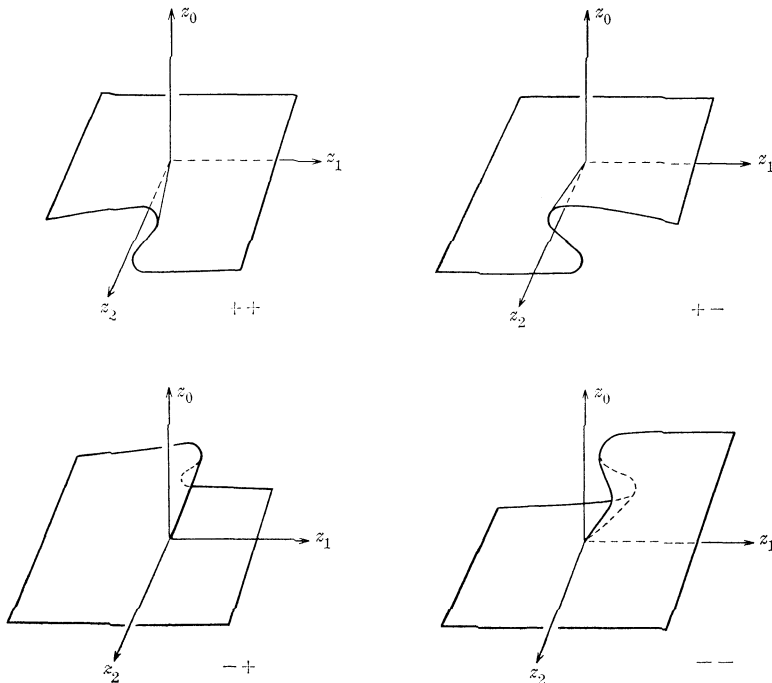 z₀ z₀
z₁ z₁
z₂ z₂
++ +−
z₀ z₀
z₁ z₁
z₂ z₂
−+ −−